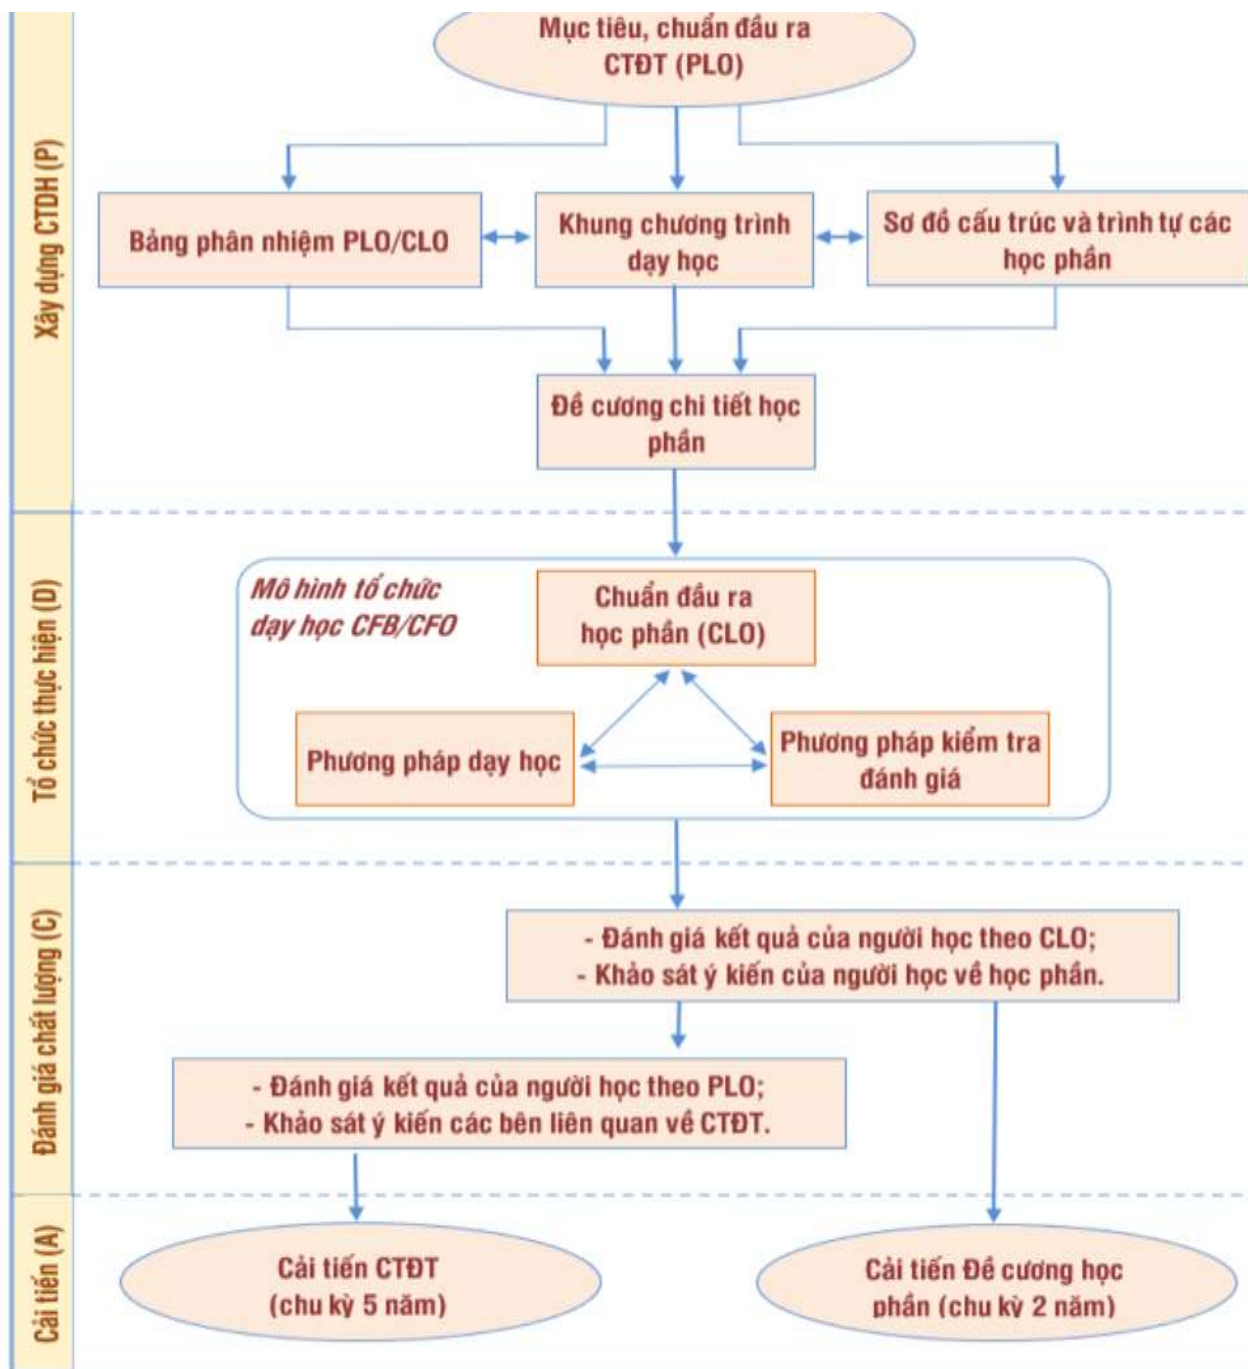 Mục tiêu, chuẩn đầu ra
CTĐT (PLO)
Xây dựng CTDH (P)
Bảng phân nhiệm PLO/CLO
Khung chương trình
dạy học
Sơ đồ cấu trúc và trình tự các
học phần
Đề cương chi tiết học
phần
Tổ chức thực hiện (D)
Mô hình tổ chức
dạy học CFB/CFO
Chuẩn đầu ra
học phần (CLO)
Phương pháp dạy học
Phương pháp kiểm tra
đánh giá
Đánh giá chất lượng (C)
- Đánh giá kết quả của người học theo CLO;
- Khảo sát ý kiến của người học về học phần.
- Đánh giá kết quả của người học theo PLO;
- Khảo sát ý kiến các bên liên quan về CTĐT.
Cải tiến (A)
Cải tiến CTĐT
(chu kỳ 5 năm)
Cải tiến Đề cương học
phần (chu kỳ 2 năm)